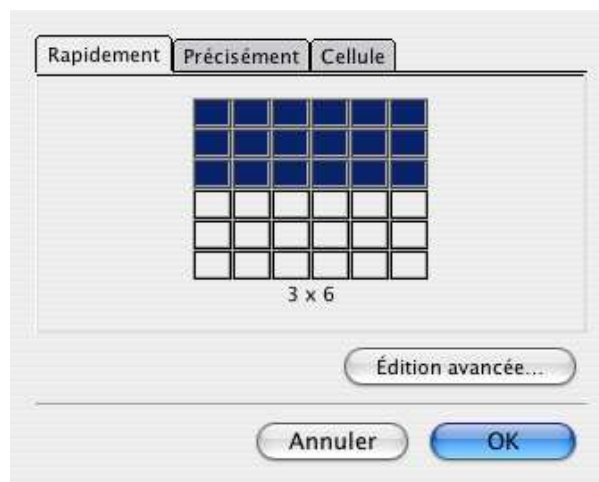 Rapidement Précisément Cellule
3 x 6
Édition avancée...
Annuler OK